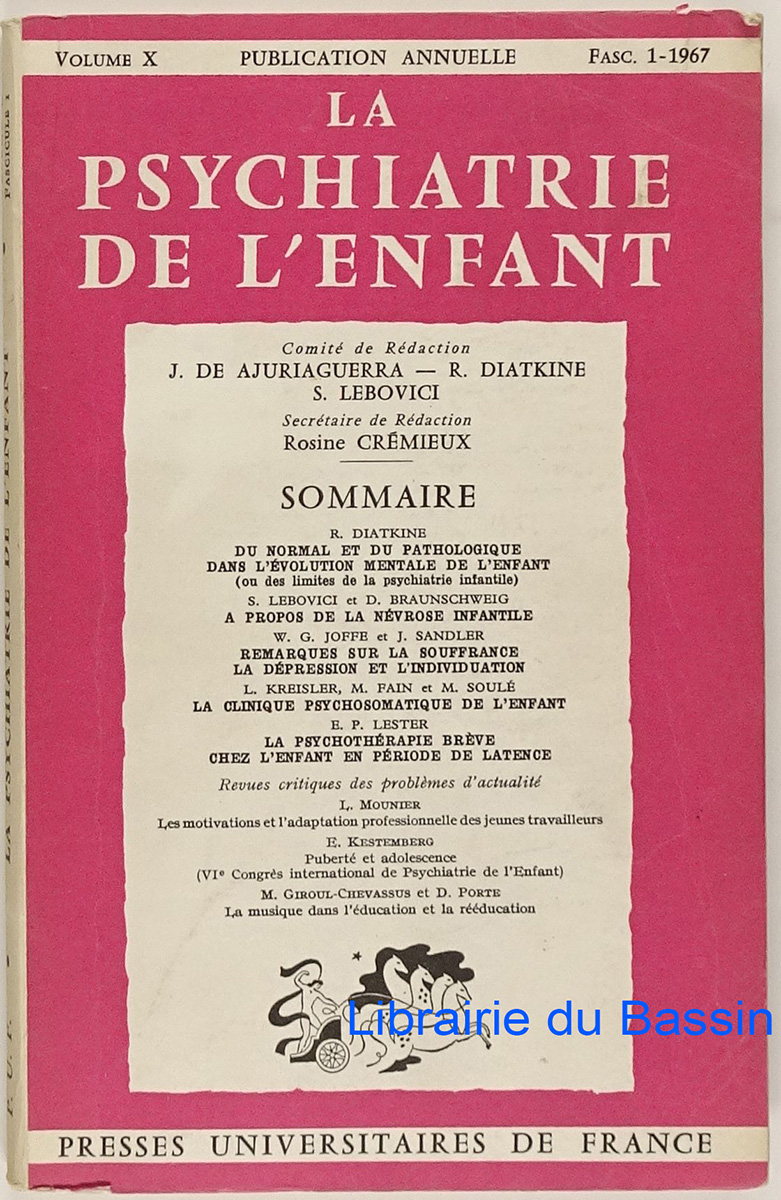 VOLUME X PUBLICATION ANNUELLE FASC. 1-1967
LA
PSYCHIATRIE
DE L'ENFANT
Comité de Rédaction
J. DE AJURIAGUERRA — R. DIATKINE
S. LEBOVICI
Secrétaire de Rédaction
Rosine CRÉMIEUX
SOMMAIRE
R. DIATKINE
DU NORMAL ET DU PATHOLOGIQUE
DANS L'ÉVOLUTION MENTALE DE L'ENFANT
(ou des limites de la psychiatrie infantile)
S. LEBOVICI et D. BRAUNSCHWEIG
A PROPOS DE LA NÉVROSE INFANTILE
W. G. JOFFE et J. SANDLER
REMARQUES SUR LA SOUFFRANCE
LA DÉPRESSION ET L'INDIVIDUATION
L. KREISLER, M. FAIN et M. SOULÉ
LA CLINIQUE PSYCHOSOMATIQUE DE L'ENFANT
E. P. LESTER
LA PSYCHOTHÉRAPIE BRÈVE
CHEZ L'ENFANT EN PÉRIODE DE LATENCE
Revues critiques des problèmes d'actualité
L. MOUNIER
Les motivations et l'adaptation professionnelle des jeunes travailleurs
E. KESTEMBERG
Puberté et adolescence
(VIe Congrès international de Psychiatrie de l'Enfant)
M. GIROUL-CHEVASSUS et D. PORTE
La musique dans l'éducation et la rééducation
Librairie du Bassin
PRESSES UNIVERSITAIRES DE FRANCE
P. U. F. • LA PSYCHIATRIE DE L'ENFANT • FASCICULE 1